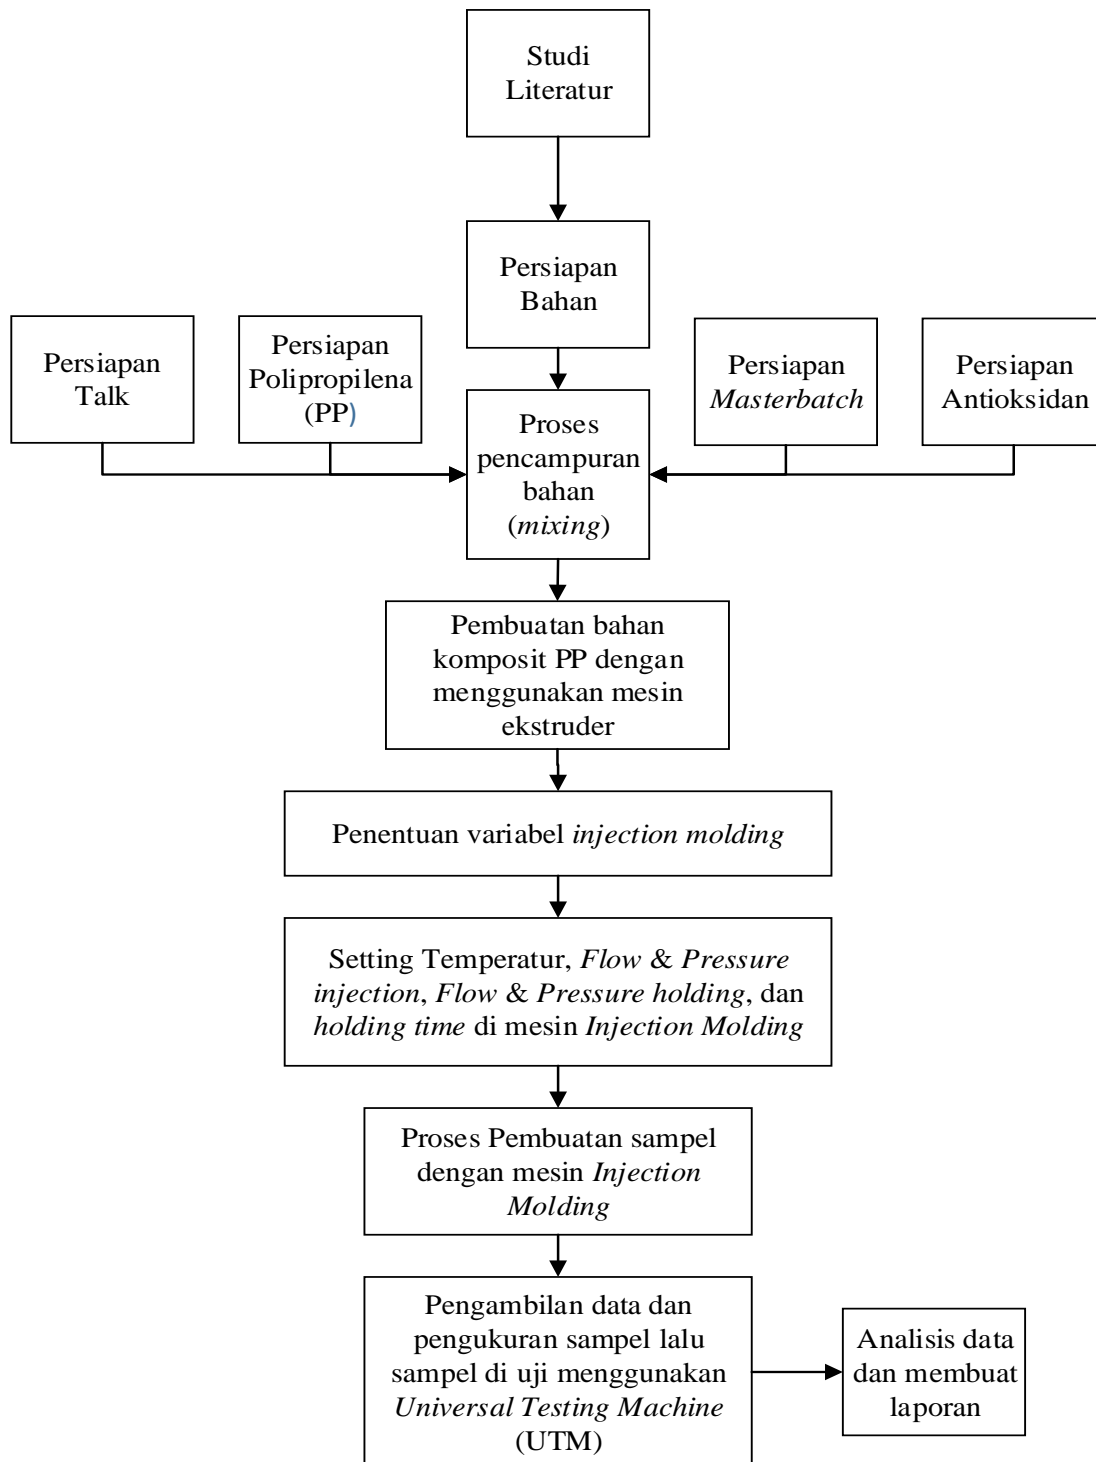 Studi
Literatur
Persiapan
Bahan
Persiapan
Talk
Persiapan
Polipropilena
(PP)
Persiapan
Masterbatch
Persiapan
Antioksidan
Proses
pencampuran
bahan
(mixing)
Pembuatan bahan
komposit PP dengan
menggunakan mesin
ekstruder
Penentuan variabel injection molding
Setting Temperatur, Flow & Pressure
injection, Flow & Pressure holding, dan
holding time di mesin Injection Molding
Proses Pembuatan sampel
dengan mesin Injection
Molding
Pengambilan data dan
pengukuran sampel lalu
sampel di uji menggunakan
Universal Testing Machine
(UTM)
Analisis data
dan membuat
laporan